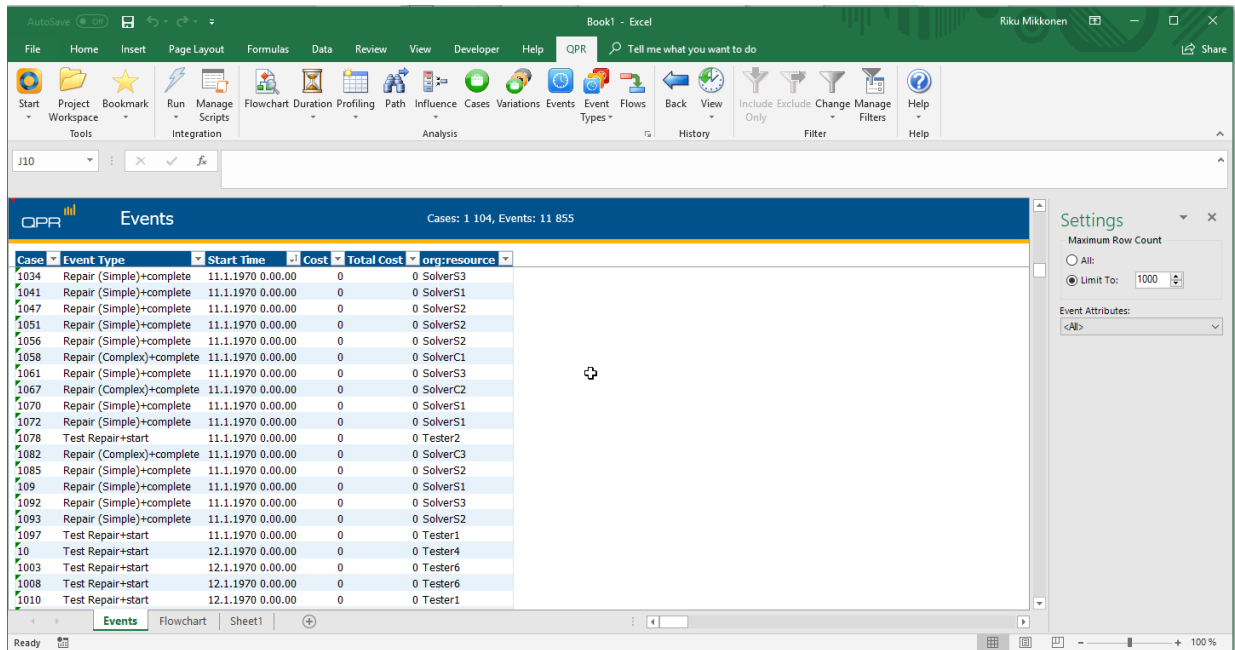 AutoSave Off Book1 - Excel Riku Mikkonen
File Home Insert Page Layout Formulas Data Review View Developer Help QPR Tell me what you want to do Share
Start Project Workspace Bookmark Run Manage Scripts Flowchart Duration Profiling Path Influence Cases Variations Events Event Types Flows Back View Include Only Exclude Change Manage Filters Help
Tools Integration Analysis History Filter Help
J10 fx
QPR Events Cases: 1 104, Events: 11 855
Settings
Maximum Row Count
All:
Limit To: 1000
Event Attributes:
<All>
Case Event Type Start Time Cost Total Cost org:resource
1034 Repair (Simple)+complete 11.1.1970 0.00.00 0 0 SolverS3
1041 Repair (Simple)+complete 11.1.1970 0.00.00 0 0 SolverS1
1047 Repair (Simple)+complete 11.1.1970 0.00.00 0 0 SolverS2
1051 Repair (Simple)+complete 11.1.1970 0.00.00 0 0 SolverS2
1056 Repair (Simple)+complete 11.1.1970 0.00.00 0 0 SolverS2
1058 Repair (Complex)+complete 11.1.1970 0.00.00 0 0 SolverC1
1061 Repair (Simple)+complete 11.1.1970 0.00.00 0 0 SolverS3
1067 Repair (Complex)+complete 11.1.1970 0.00.00 0 0 SolverC2
1070 Repair (Simple)+complete 11.1.1970 0.00.00 0 0 SolverS1
1072 Repair (Simple)+complete 11.1.1970 0.00.00 0 0 SolverS1
1078 Test Repair+start 11.1.1970 0.00.00 0 0 Tester2
1082 Repair (Complex)+complete 11.1.1970 0.00.00 0 0 SolverC3
1085 Repair (Simple)+complete 11.1.1970 0.00.00 0 0 SolverS2
109 Repair (Simple)+complete 11.1.1970 0.00.00 0 0 SolverS1
1092 Repair (Simple)+complete 11.1.1970 0.00.00 0 0 SolverS3
1093 Repair (Simple)+complete 11.1.1970 0.00.00 0 0 SolverS2
1097 Test Repair+start 11.1.1970 0.00.00 0 0 Tester1
10 Test Repair+start 12.1.1970 0.00.00 0 0 Tester4
1003 Test Repair+start 12.1.1970 0.00.00 0 0 Tester6
1008 Test Repair+start 12.1.1970 0.00.00 0 0 Tester6
1010 Test Repair+start 12.1.1970 0.00.00 0 0 Tester1
Events Flowchart Sheet1
Ready 100 %